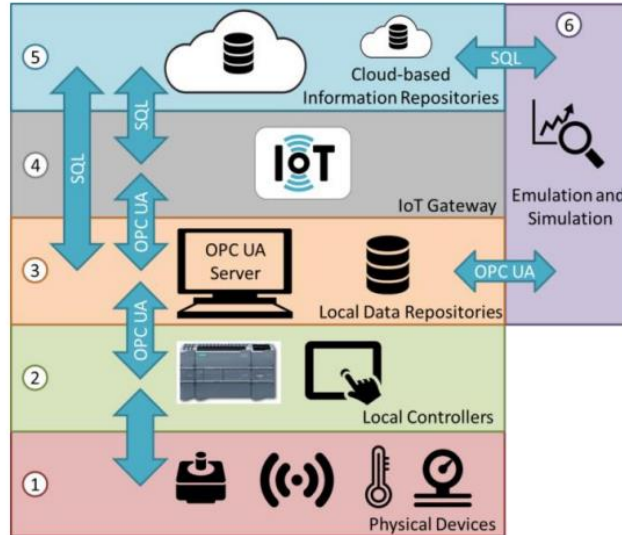 5
SQL
SQL
Cloud-based
Information Repositories
SQL
6
Emulation and
Simulation
4
IoT
IoT Gateway
OPC UA
3
OPC UA
Server
Local Data Repositories
OPC UA
OPC UA
2
Local Controllers
1
Physical Devices